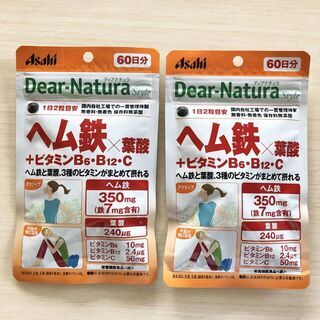 Asahi
60日分
ディアナチュラ
Dear-Natura
Style
1日2粒目安
国内自社工場での一貫管理体制
無香料・無着色 保存料無添加
ヘム鉄×葉酸
+ビタミンB6・B12・C
ヘム鉄と葉酸、3種のビタミンがまとめて摂れる
アクティブ
ヘム鉄
350mg
(鉄7mg含有)
葉酸
240μg
ビタミンB6 10mg
ビタミンB12 2.4μg
ビタミンC 50mg
Asahi
60日分
ディアナチュラ
Dear-Natura
Style
1日2粒目安
国内自社工場での一貫管理体制
無香料・無着色 保存料無添加
ヘム鉄×葉酸
+ビタミンB6・B12・C
ヘム鉄と葉酸、3種のビタミンがまとめて摂れる
アクティブ
ヘム鉄
350mg
(鉄7mg含有)
葉酸
240μg
ビタミンB6 10mg
ビタミンB12 2.4μg
ビタミンC 50mg